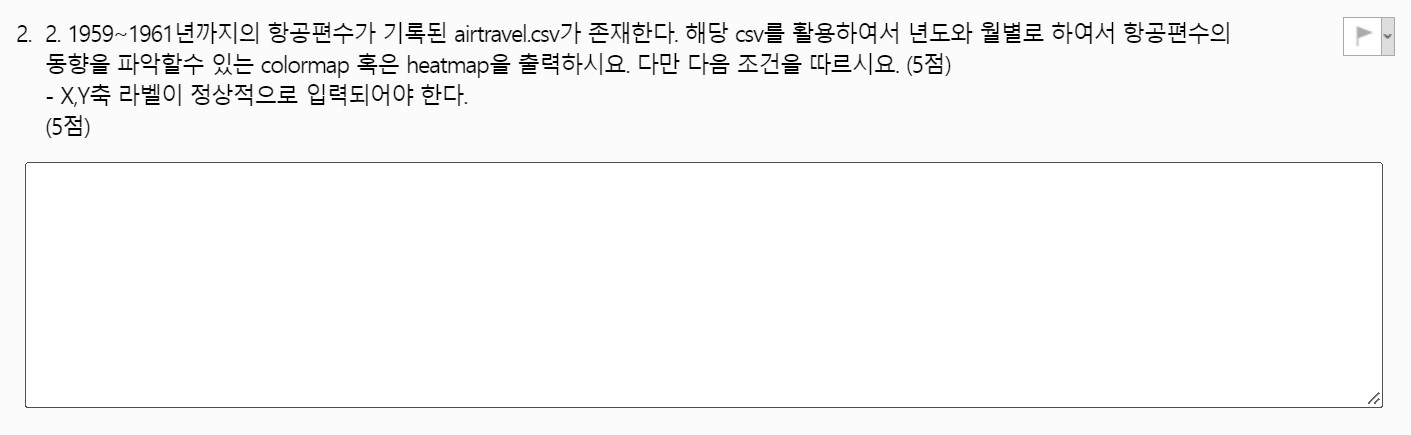 2. 2. 1959~1961년까지의 항공편수가 기록된 airtravel.csv가 존재한다. 해당 csv를 활용하여서 년도와 월별로 하여서 항공편수의
동향을 파악할수 있는 colormap 혹은 heatmap을 출력하시요. 다만 다음 조건을 따르시요. (5점)
- X,Y축 라벨이 정상적으로 입력되어야 한다.
(5점)